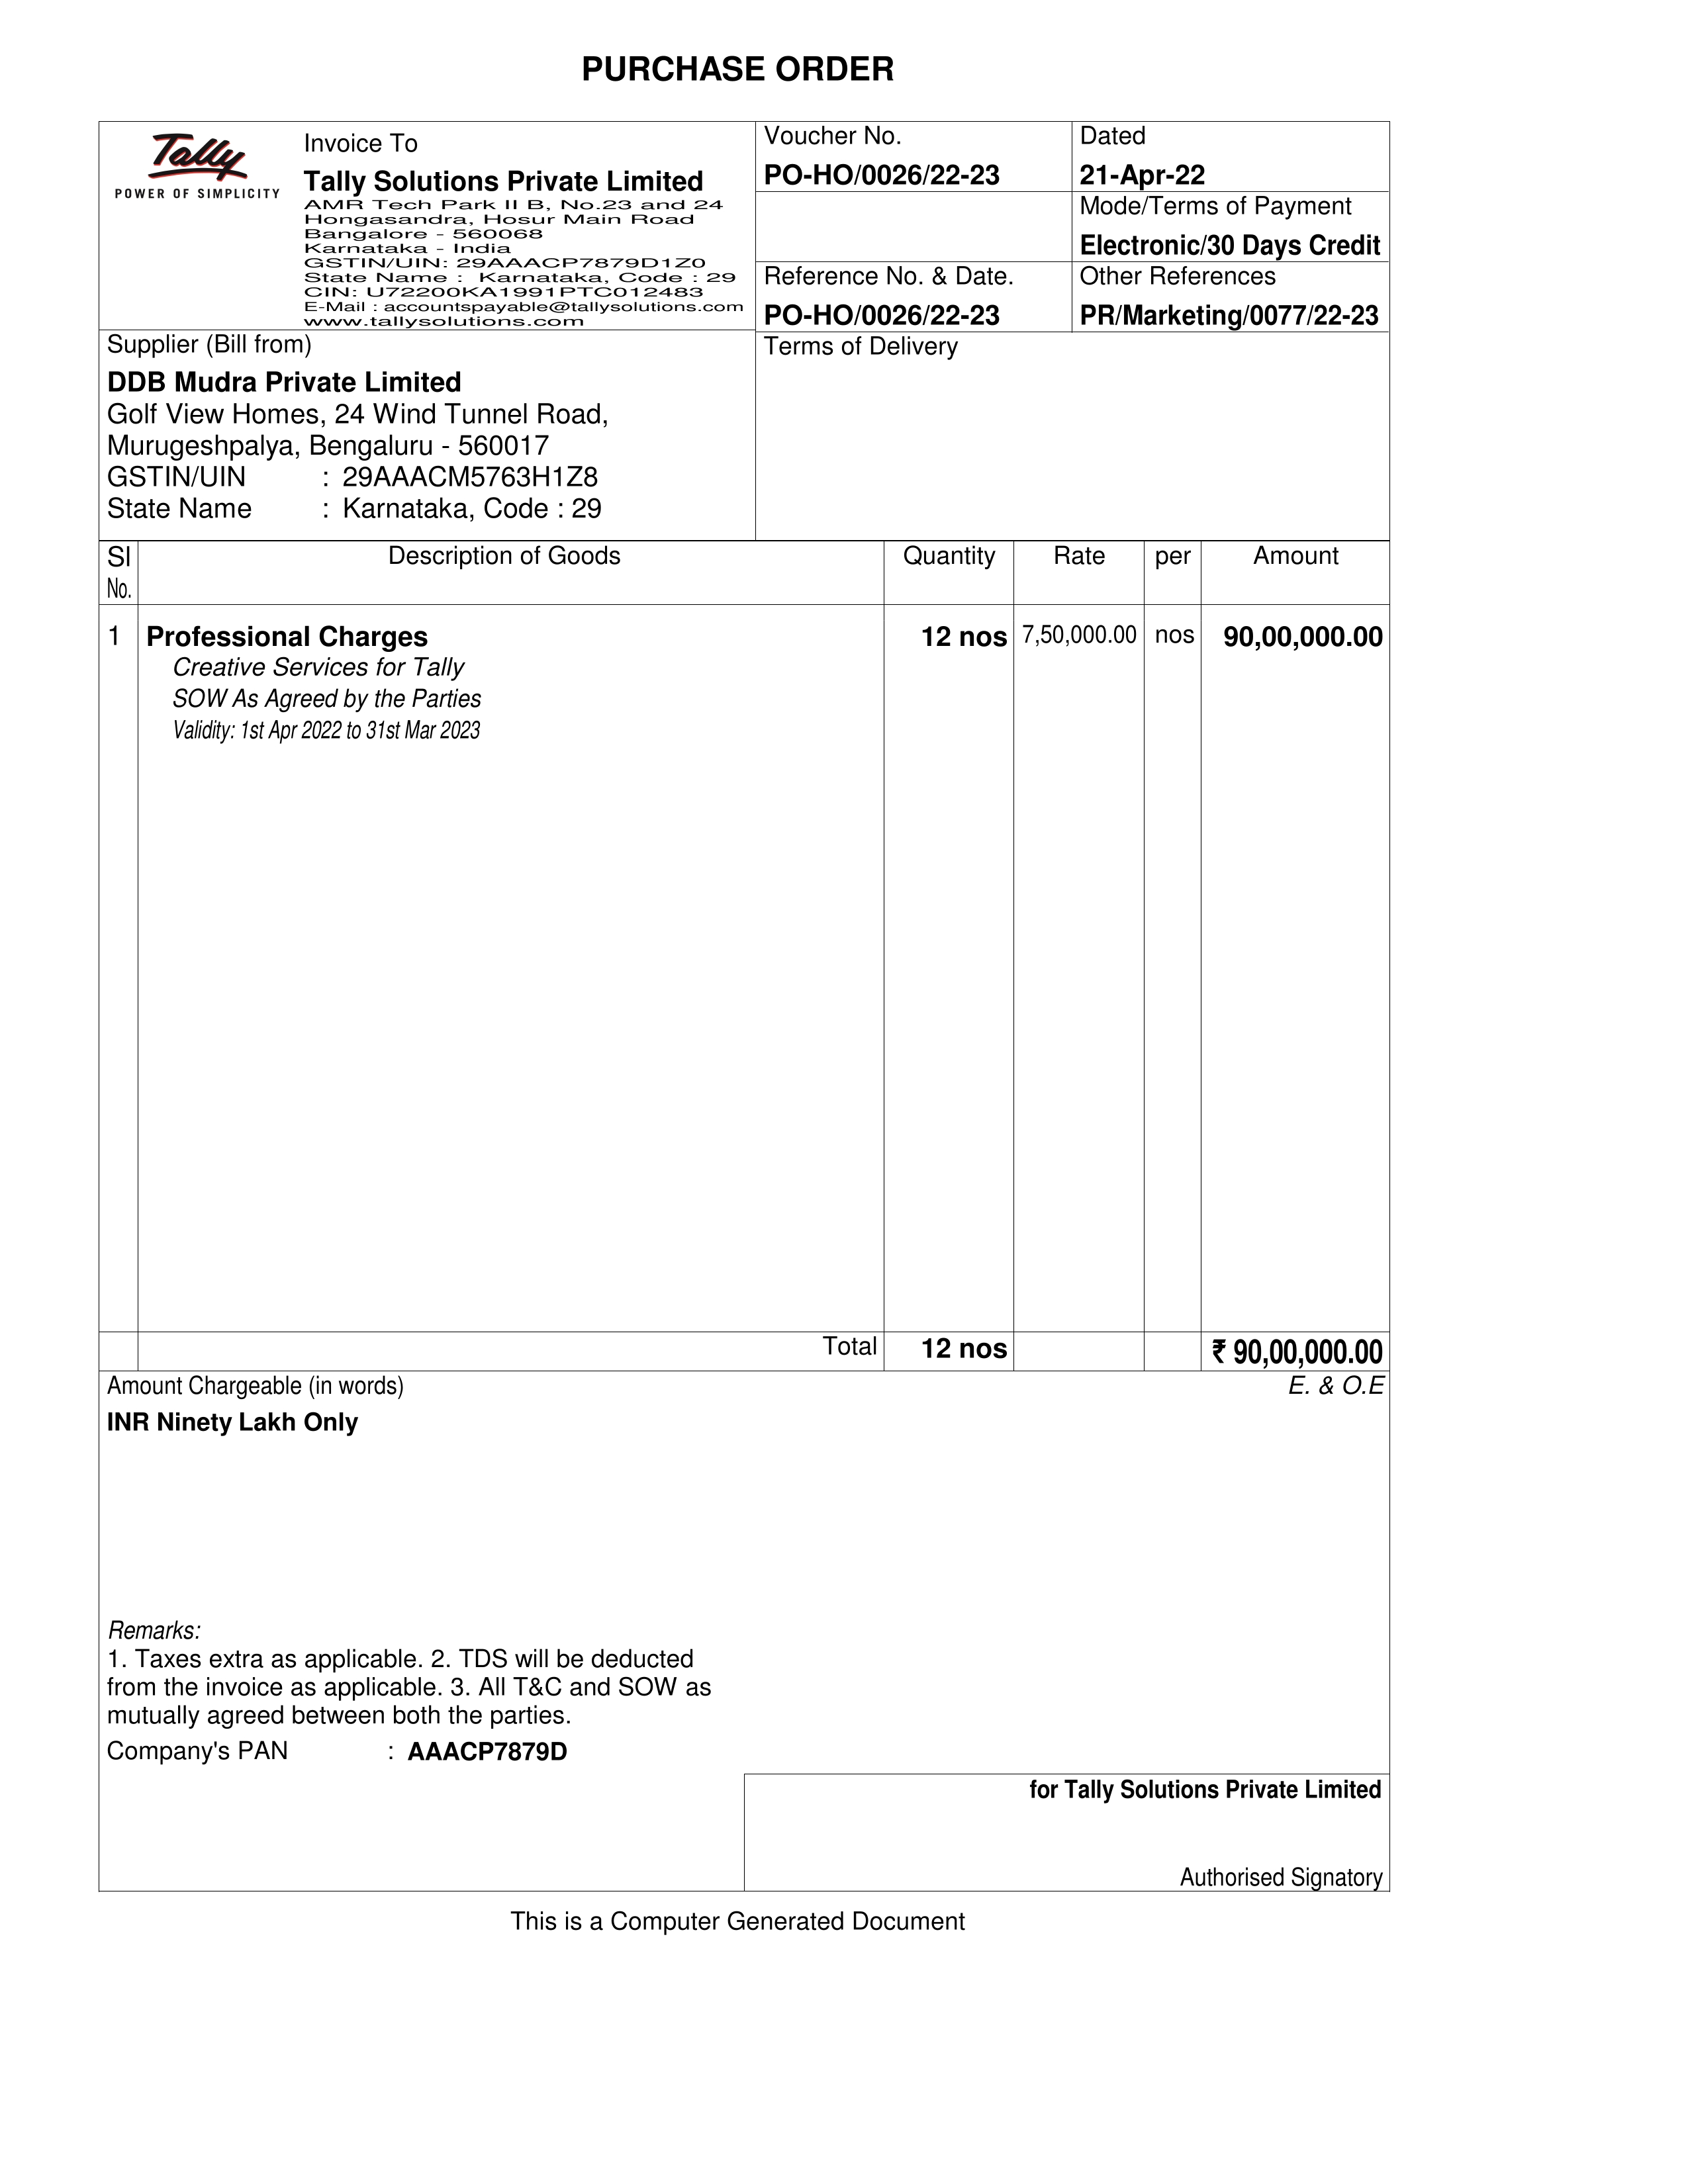 PURCHASE ORDER
Tally
POWER OF SIMPLICITY
Invoice To
Tally Solutions Private Limited
AMR Tech Park II B, No.23 and 24
Hongasandra, Hosur Main Road
Bangalore - 560068
Karnataka - India
GSTIN/UIN: 29AAACP7879D1Z0
State Name : Karnataka, Code : 29
CIN: U72200KA1991PTC012483
E-Mail : accountspayable@tallysolutions.com
www.tallysolutions.com
Voucher No.
PO-HO/0026/22-23
Dated
21-Apr-22
Mode/Terms of Payment
Electronic/30 Days Credit
Reference No. & Date.
PO-HO/0026/22-23
Other References
PR/Marketing/0077/22-23
Supplier (Bill from)
DDB Mudra Private Limited
Golf View Homes, 24 Wind Tunnel Road,
Murugeshpalya, Bengaluru - 560017
GSTIN/UIN : 29AAACM5763H1Z8
State Name : Karnataka, Code : 29
Terms of Delivery
Sl No. Description of Goods Quantity Rate per Amount
1 Professional Charges 12 nos 7,50,000.00 nos 90,00,000.00
Creative Services for Tally
SOW As Agreed by the Parties
Validity: 1st Apr 2022 to 31st Mar 2023
Total 12 nos ₹ 90,00,000.00
Amount Chargeable (in words) E. & O.E
INR Ninety Lakh Only
Remarks:
1. Taxes extra as applicable. 2. TDS will be deducted
from the invoice as applicable. 3. All T&C and SOW as
mutually agreed between both the parties.
Company's PAN : AAACP7879D
for Tally Solutions Private Limited
Authorised Signatory
This is a Computer Generated Document